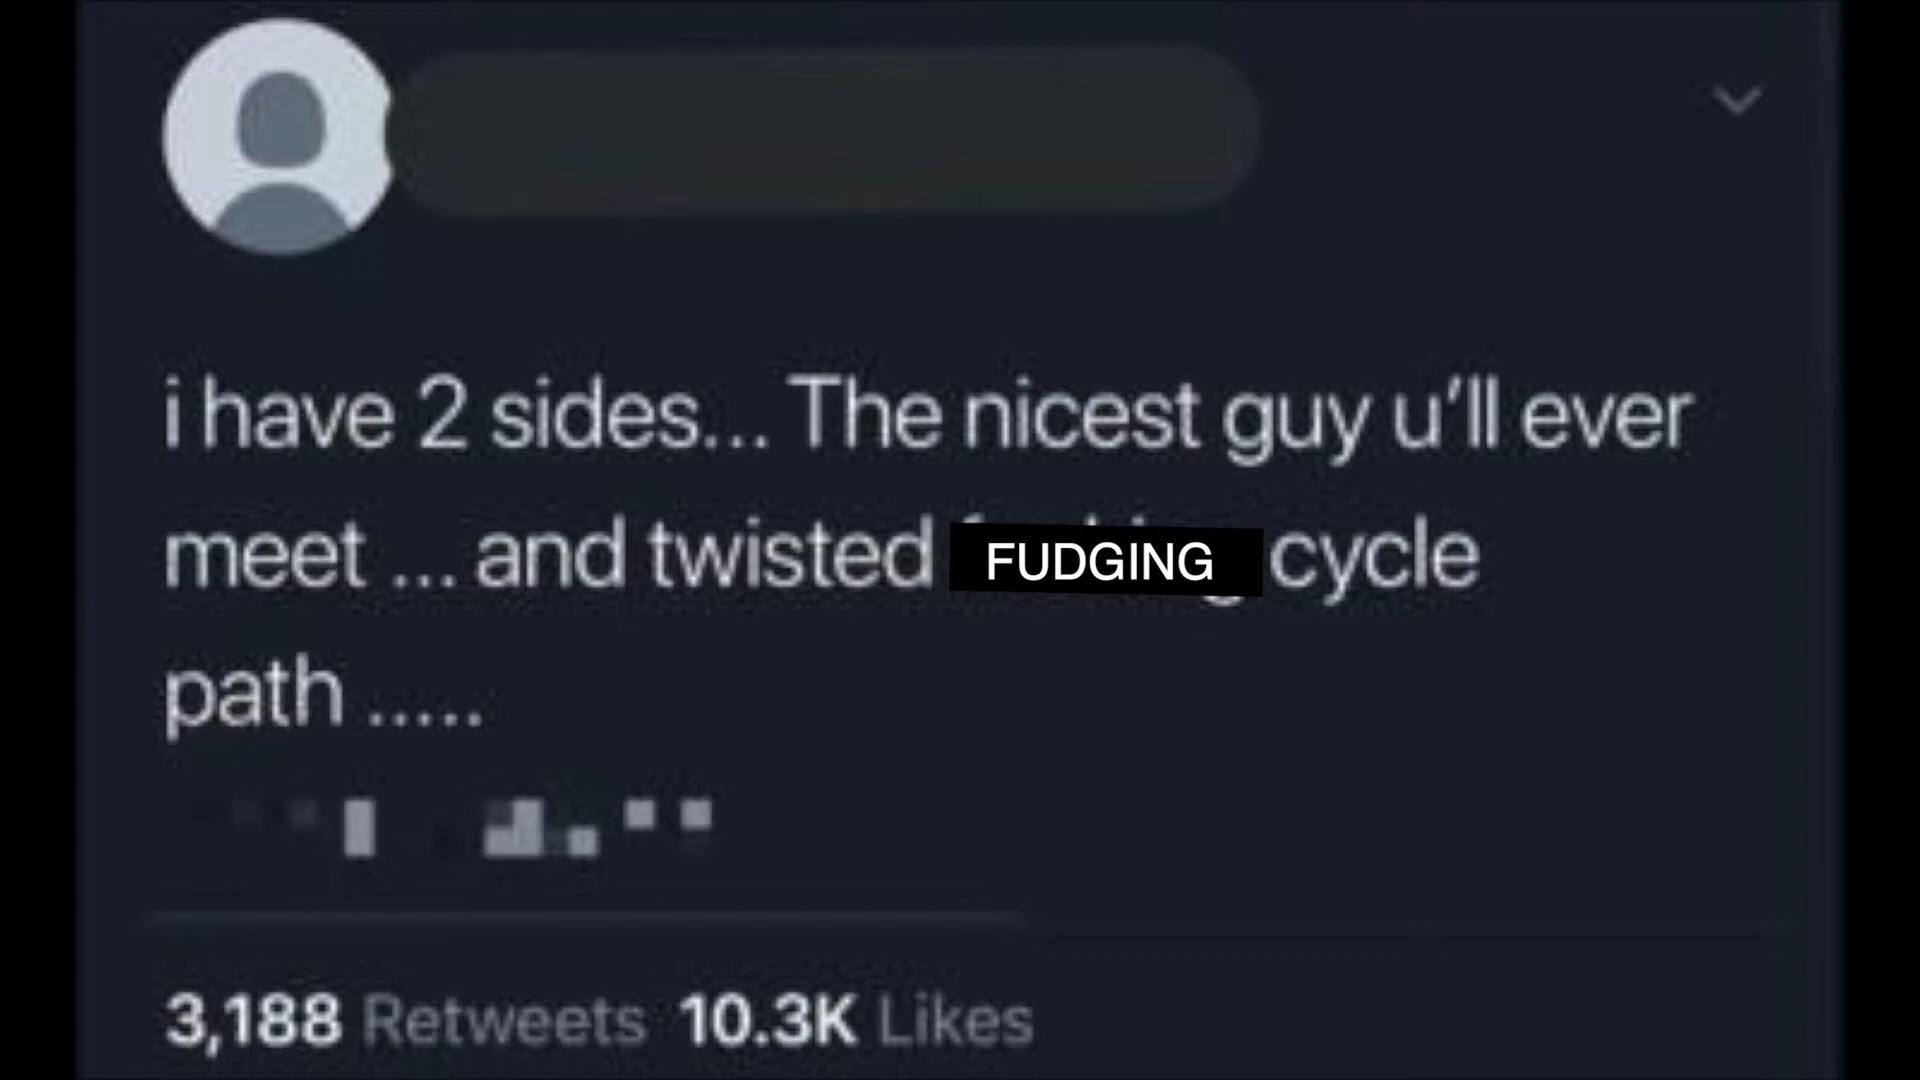 i have 2 sides... The nicest guy u'll ever
meet ... and twisted FUDGING cycle
path .....
3,188 Retweets 10.3K Likes